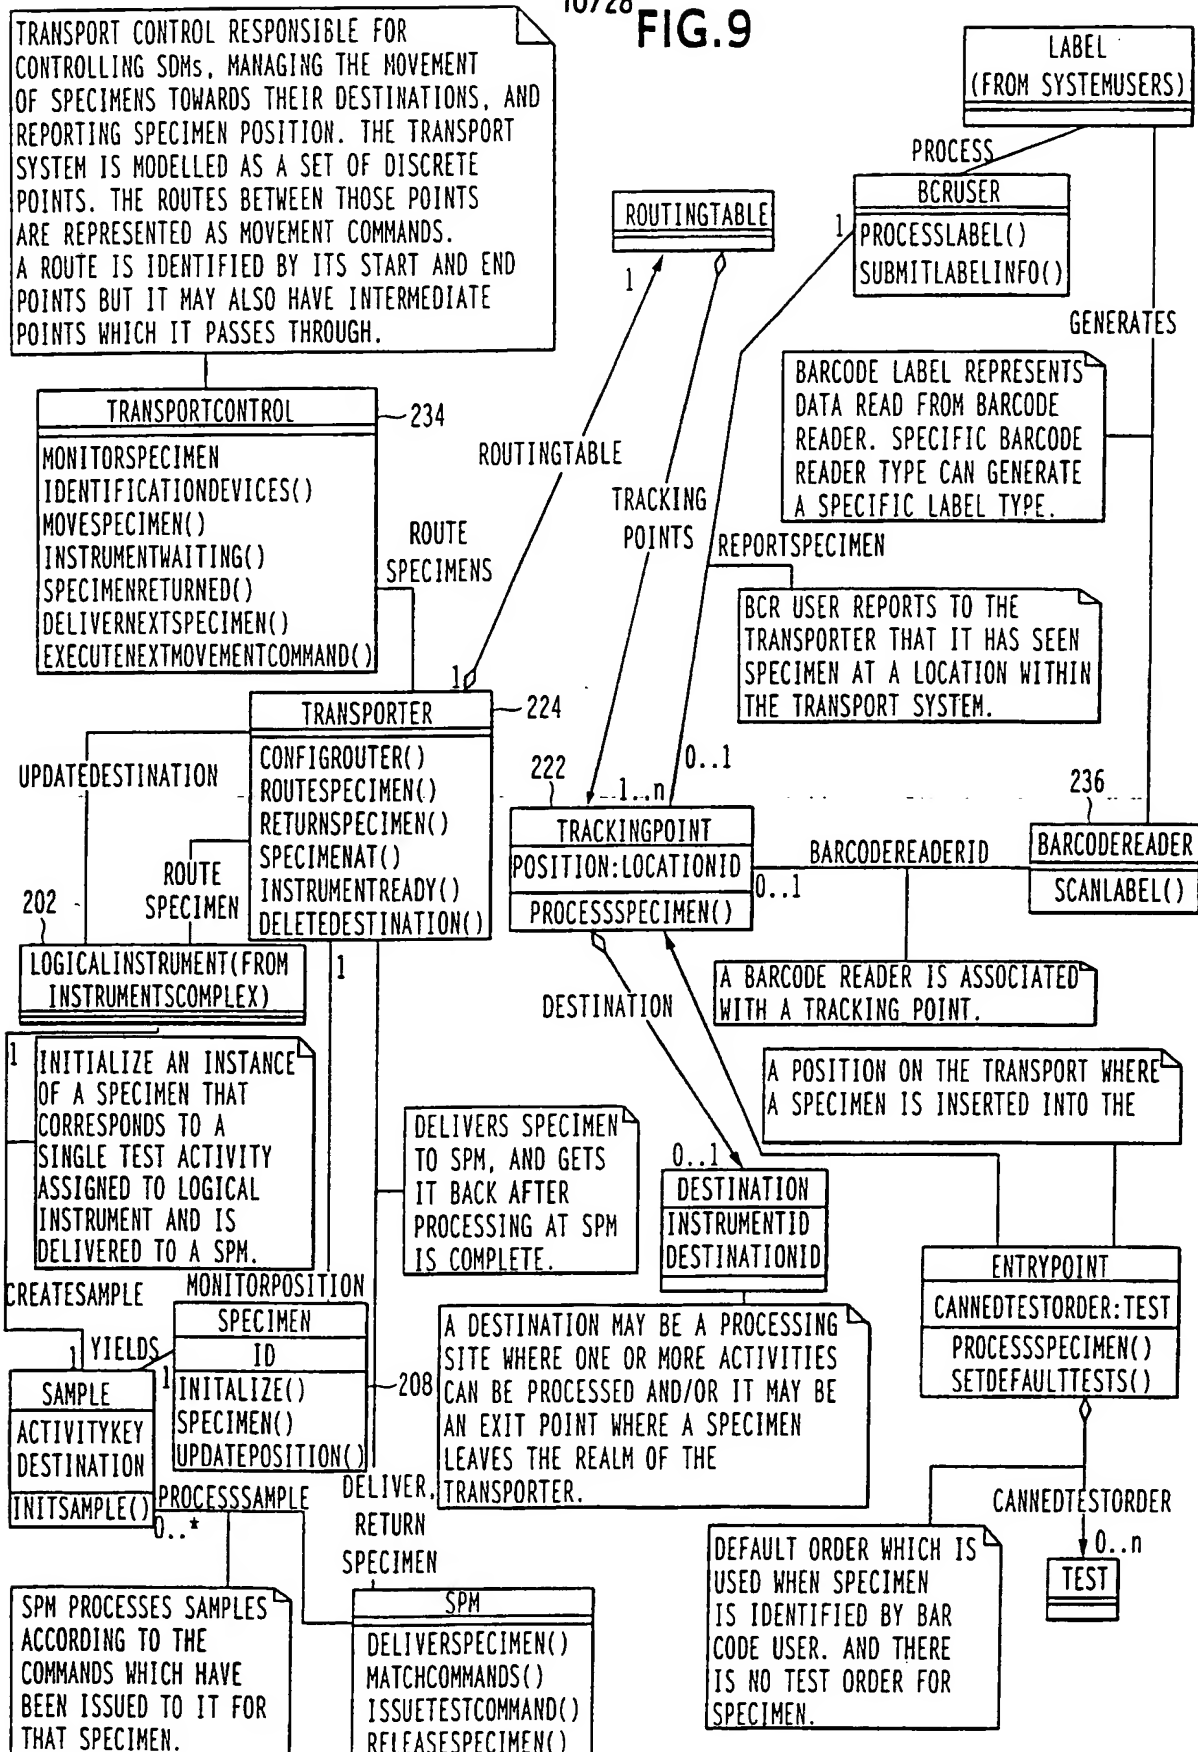 10/28
FIG.9
TRANSPORT CONTROL RESPONSIBLE FOR
CONTROLLING SDMs, MANAGING THE MOVEMENT
OF SPECIMENS TOWARDS THEIR DESTINATIONS, AND
REPORTING SPECIMEN POSITION. THE TRANSPORT
SYSTEM IS MODELLED AS A SET OF DISCRETE
POINTS. THE ROUTES BETWEEN THOSE POINTS
ARE REPRESENTED AS MOVEMENT COMMANDS.
A ROUTE IS IDENTIFIED BY ITS START AND END
POINTS BUT IT MAY ALSO HAVE INTERMEDIATE
POINTS WHICH IT PASSES THROUGH.
LABEL
(FROM SYSTEMUSERS)
PROCESS
BCRUSER
PROCESSLABEL()
SUBMITLABELINFO()
1
ROUTINGTABLE
1
GENERATES
BARCODE LABEL REPRESENTS
DATA READ FROM BARCODE
READER. SPECIFIC BARCODE
READER TYPE CAN GENERATE
A SPECIFIC LABEL TYPE.
TRANSPORTCONTROL
234
MONITORSPECIMEN
IDENTIFICATIONDEVICES()
MOVESPECIMEN()
INSTRUMENTWAITING()
SPECIMENRETURNED()
DELIVERNEXTSPECIMEN()
EXECUTENEXTMOVEMENTCOMMAND()
ROUTINGTABLE
TRACKING
POINTS
ROUTE
SPECIMENS
REPORTSPECIMEN
BCR USER REPORTS TO THE
TRANSPORTER THAT IT HAS SEEN
SPECIMEN AT A LOCATION WITHIN
THE TRANSPORT SYSTEM.
1
TRANSPORTER
224
CONFIGROUTER()
ROUTESPECIMEN()
RETURNSPECIMEN()
SPECIMENAT()
INSTRUMENTREADY()
DELETEDESTINATION()
UPDATEDESTINATION
ROUTE
SPECIMEN
0..1
222
1..n
TRACKINGPOINT
POSITION:LOCATIONID
PROCESSSPECIMEN()
BARCODEREADERID
0..1
236
BARCODEREADER
SCANLABEL()
202
LOGICALINSTRUMENT(FROM
INSTRUMENTSCOMPLEX)
1
DESTINATION
A BARCODE READER IS ASSOCIATED
WITH A TRACKING POINT.
1
INITIALIZE AN INSTANCE
OF A SPECIMEN THAT
CORRESPONDS TO A
SINGLE TEST ACTIVITY
ASSIGNED TO LOGICAL
INSTRUMENT AND IS
DELIVERED TO A SPM.
A POSITION ON THE TRANSPORT WHERE
A SPECIMEN IS INSERTED INTO THE
DELIVERS SPECIMEN
TO SPM, AND GETS
IT BACK AFTER
PROCESSING AT SPM
IS COMPLETE.
0..1
DESTINATION
INSTRUMENTID
DESTINATIONID
ENTRYPOINT
CANNEDTESTORDER:TEST
PROCESSSPECIMEN()
SETDEFAULTTESTS()
CREATESAMPLE
MONITORPOSITION
SPECIMEN
ID
INITALIZE()
SPECIMEN()
UPDATEPOSITION()
208
A DESTINATION MAY BE A PROCESSING
SITE WHERE ONE OR MORE ACTIVITIES
CAN BE PROCESSED AND/OR IT MAY BE
AN EXIT POINT WHERE A SPECIMEN
LEAVES THE REALM OF THE
TRANSPORTER.
1
YIELDS
1
SAMPLE
ACTIVITYKEY
DESTINATION
INITSAMPLE()
PROCESSSAMPLE
0..*
DELIVER,
RETURN
SPECIMEN
CANNEDTESTORDER
0..n
TEST
DEFAULT ORDER WHICH IS
USED WHEN SPECIMEN
IS IDENTIFIED BY BAR
CODE USER. AND THERE
IS NO TEST ORDER FOR
SPECIMEN.
SPM PROCESSES SAMPLES
ACCORDING TO THE
COMMANDS WHICH HAVE
BEEN ISSUED TO IT FOR
THAT SPECIMEN.
SPM
DELIVERSPECIMEN()
MATCHCOMMANDS()
ISSUETESTCOMMAND()
RELEASESPECIMEN()